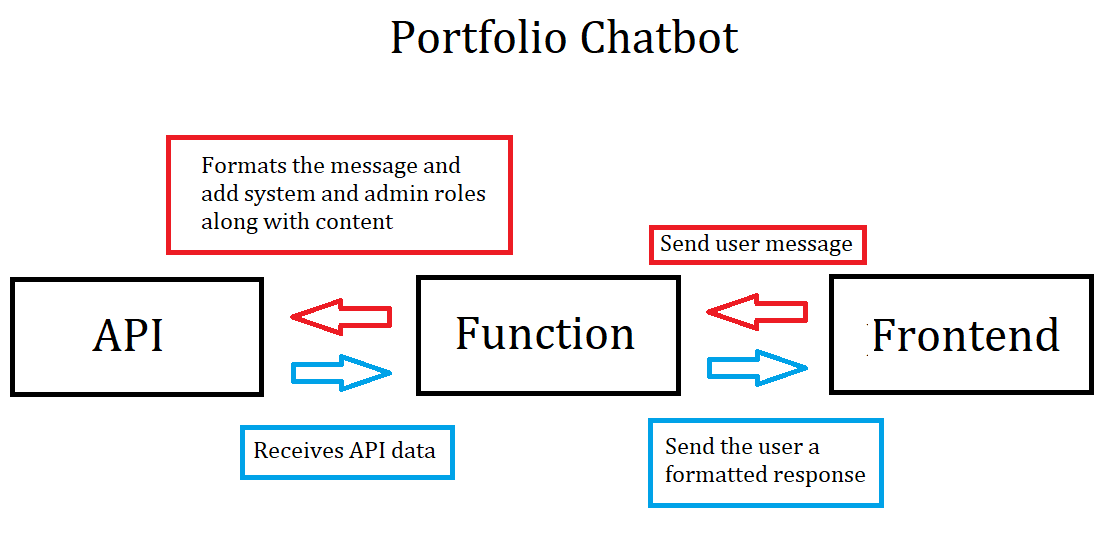 Portfolio Chatbot
Formats the message and
add system and admin roles
along with content
Send user message
API
Function
Frontend
Receives API data
Send the user a
formatted response